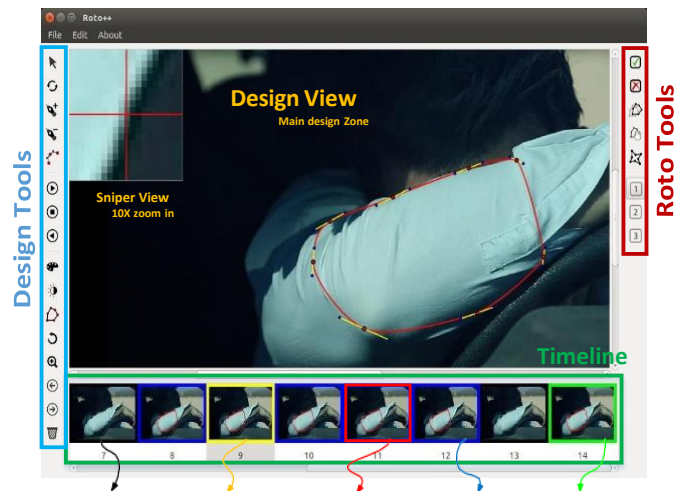 Roto++
File Edit About
Design Tools
Design View
Main design Zone
Sniper View
10X zoom in
Roto Tools
1
2
3
Timeline
7 8 9 10 11 12 13 14